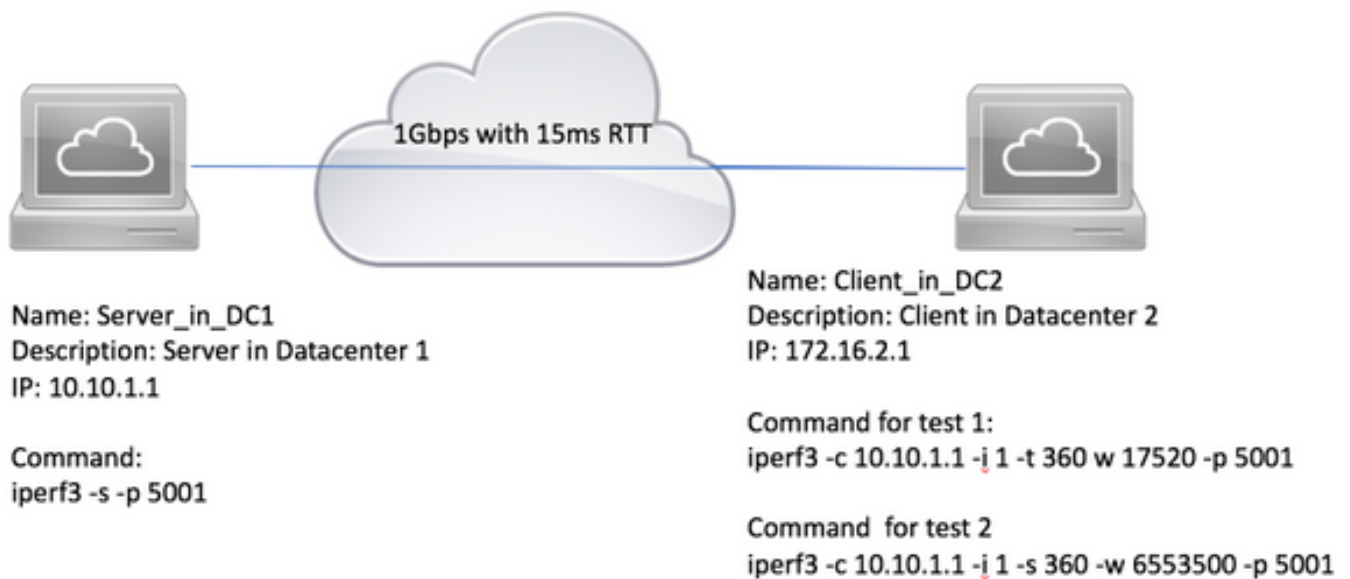 1Gbps with 15ms RTT
Name: Server_in_DC1
Description: Server in Datacenter 1
IP: 10.10.1.1
Command:
iperf3 -s -p 5001
Name: Client_in_DC2
Description: Client in Datacenter 2
IP: 172.16.2.1
Command for test 1:
iperf3 -c 10.10.1.1 -i 1 -t 360 w 17520 -p 5001
Command for test 2
iperf3 -c 10.10.1.1 -i 1 -s 360 -w 6553500 -p 5001